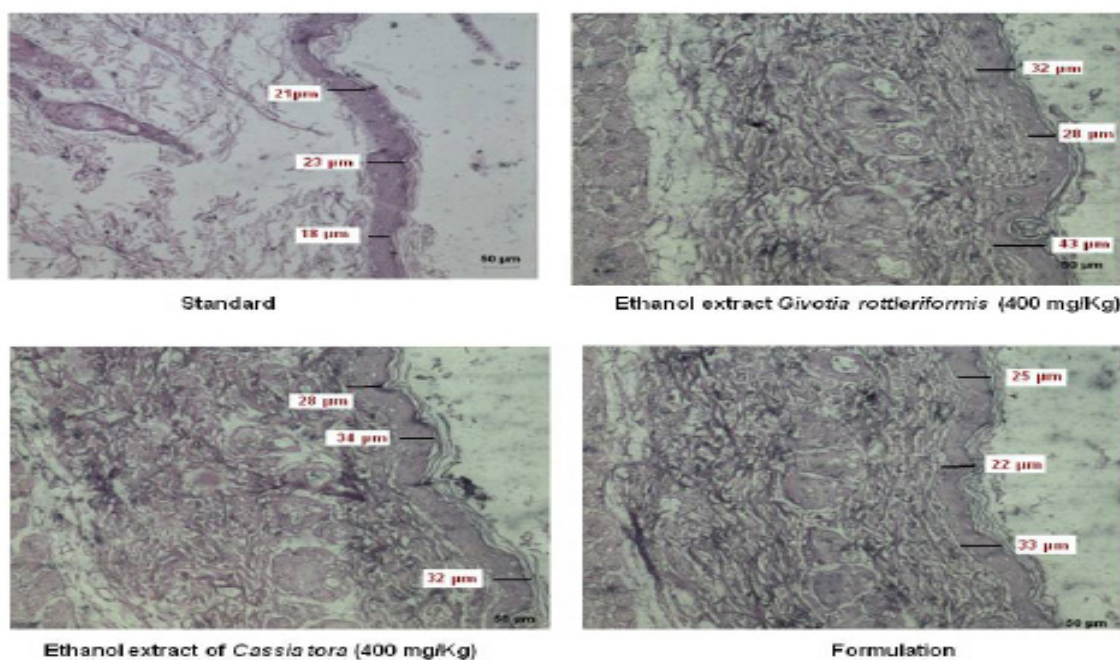 21µm
23 µm
18 µm
50 µm
Standard
32 µm
28 µm
43 µm
50 µm
Ethanol extract Givotia rottleriformis (400 mg/Kg)
28 µm
34 µm
32 µm
50 µm
Ethanol extract of Cassia tora (400 mg/Kg)
25 µm
22 µm
33 µm
50 µm
Formulation